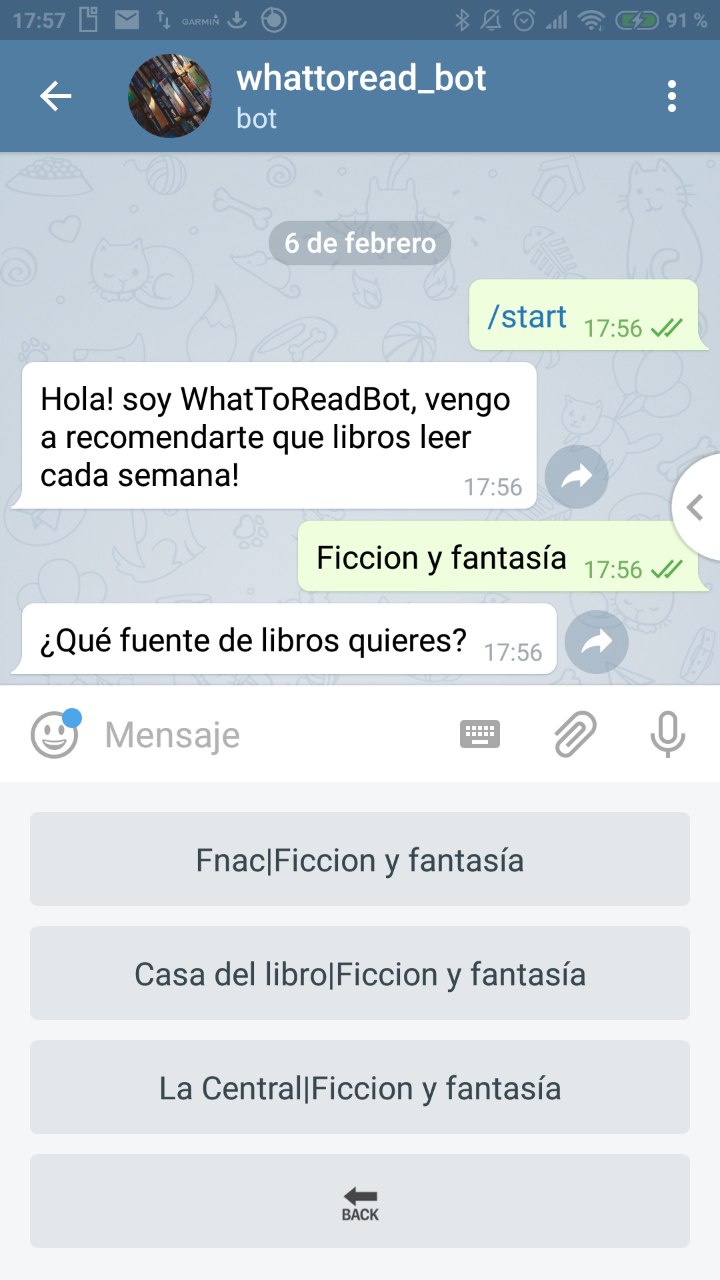 17:57 GARMIN 91 %
whattoread_bot
bot
6 de febrero
/start 17:56
Hola! soy WhatToReadBot, vengo
a recomendarte que libros leer
cada semana!
17:56
Ficcion y fantasía 17:56
¿Qué fuente de libros quieres? 17:56
Mensaje
Fnac|Ficcion y fantasía
Casa del libro|Ficcion y fantasía
La Central|Ficcion y fantasía
BACK